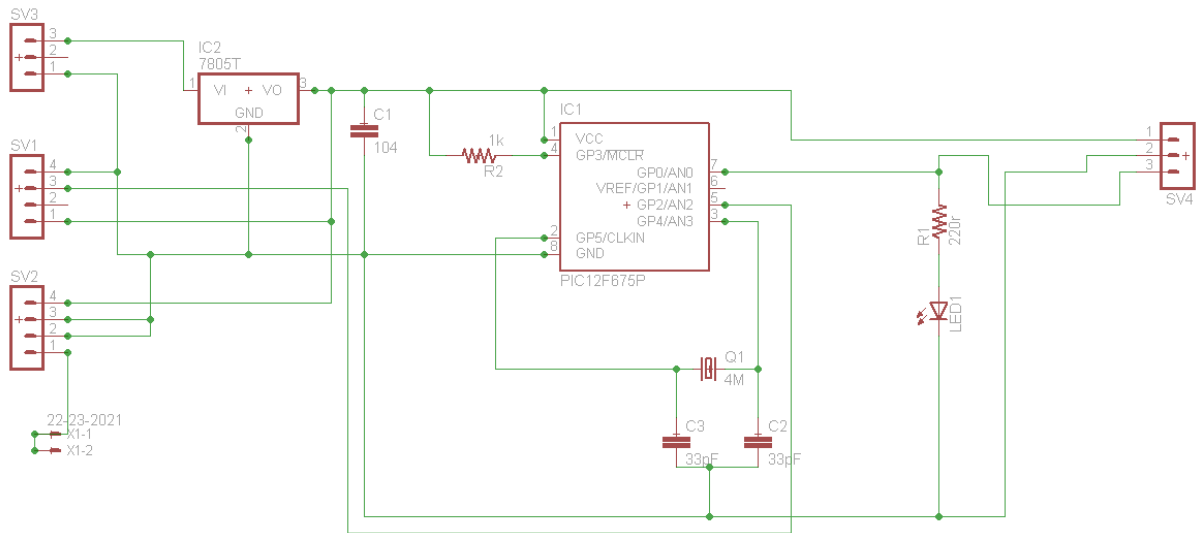 SV3
3
2
1
IC2
7805T
1
VI
VO
3
GND
2
C1
104
1k
R2
IC1
1
VCC
4
GP3/MCLR
GP0/AN0
7
VREF/GP1/AN1
6
GP2/AN2
5
GP4/AN3
3
2
GP5/CLKIN
8
GND
PIC12F675P
SV1
4
3
2
1
SV2
4
3
2
1
22-23-2021
X1-1
X1-2
Q1
4M
C3
33pF
C2
33pF
R1
220r
LED1
1
2
3
SV4